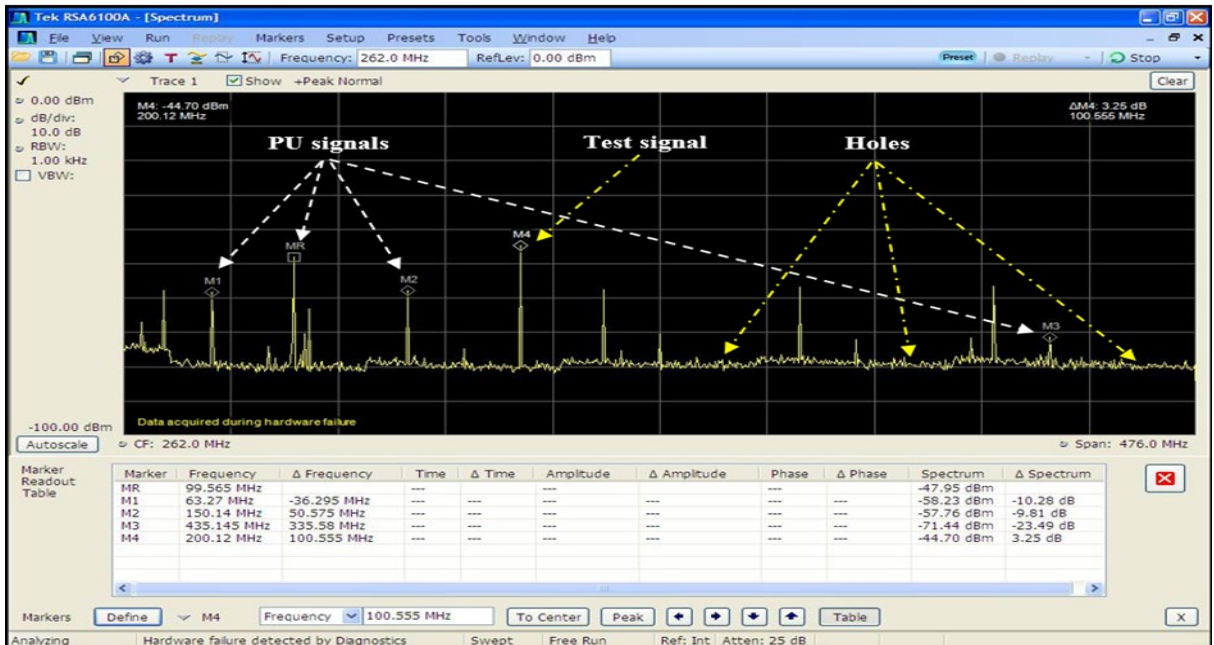 Tek RSA6100A - [Spectrum]
File View Run Replay Markers Setup Presets Tools Window Help
Frequency: 262.0 MHz RefLev: 0.00 dBm Preset Replay Stop
Trace 1 Show +Peak Normal Clear
0.00 dBm
dB/div:
10.0 dB
RBW:
1.00 kHz
VBW:
-100.00 dBm
Autoscale
M4: -44.70 dBm
200.12 MHz
ΔM4: 3.25 dB
100.555 MHz
PU signals Test signal Holes
M4
MR
M1 M2
M3
Data acquired during hardware failure
CF: 262.0 MHz Span: 476.0 MHz
Marker
Readout
Table
Marker Frequency Δ Frequency Time Δ Time Amplitude Δ Amplitude Phase Δ Phase Spectrum Δ Spectrum
MR 99.565 MHz --- --- --- -47.95 dBm
M1 63.27 MHz -36.295 MHz --- --- --- --- --- --- -58.23 dBm -10.28 dB
M2 150.14 MHz 50.575 MHz --- --- --- --- --- --- -57.76 dBm -9.81 dB
M3 435.145 MHz 335.58 MHz --- --- --- --- --- --- -71.44 dBm -23.49 dB
M4 200.12 MHz 100.555 MHz --- --- --- --- --- --- -44.70 dBm 3.25 dB
Markers Define M4 Frequency 100.555 MHz To Center Peak Table X
Analyzing Hardware failure detected by Diagnostics Swept Free Run Ref: Int Atten: 25 dB